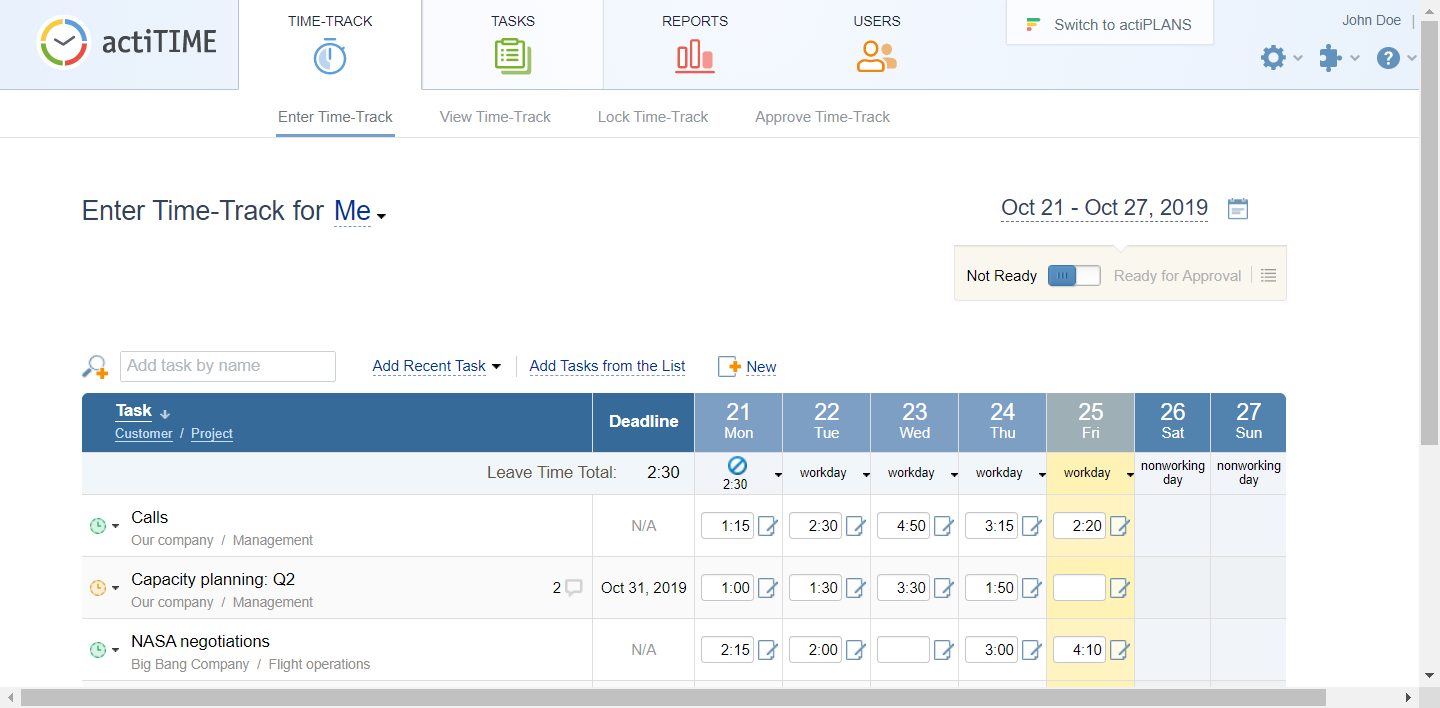 actiTIME
TIME-TRACK
TASKS
REPORTS
USERS
Switch to actiPLANS
John Doe
Enter Time-Track
View Time-Track
Lock Time-Track
Approve Time-Track
Enter Time-Track for Me
Oct 21 - Oct 27, 2019
Not Ready
Ready for Approval
Add task by name
Add Recent Task
Add Tasks from the List
New
Task
Customer / Project
Deadline
21
Mon
22
Tue
23
Wed
24
Thu
25
Fri
26
Sat
27
Sun
Leave Time Total: 2:30
2:30
workday
workday
workday
workday
nonworking
day
nonworking
day
Calls
Our company / Management
N/A
1:15
2:30
4:50
3:15
2:20
Capacity planning: Q2
Our company / Management
2
Oct 31, 2019
1:00
1:30
3:30
1:50
NASA negotiations
Big Bang Company / Flight operations
N/A
2:15
2:00
3:00
4:10